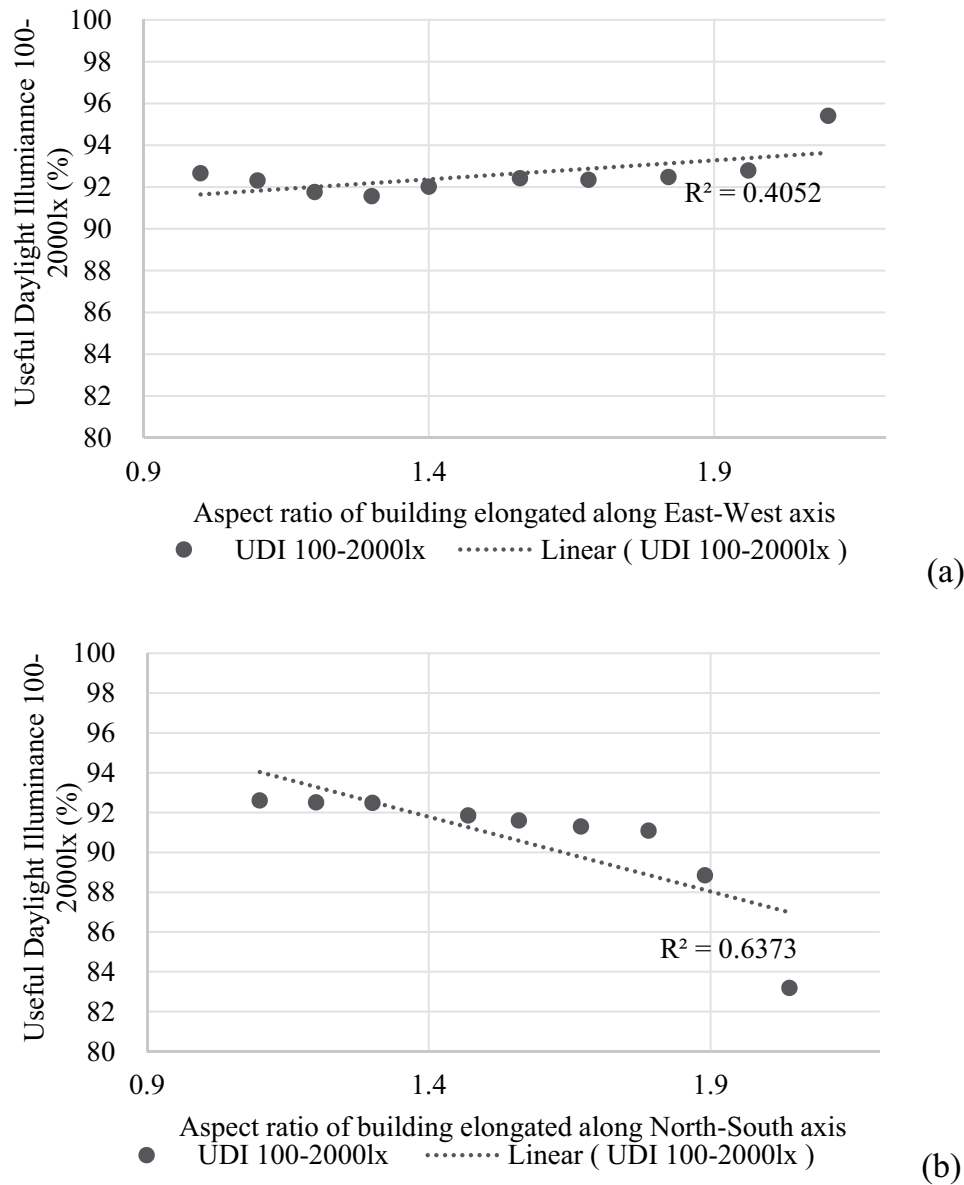 Useful Daylight Illumiannce 100-
2000lx (%)
100
98
96
94
92
90
88
86
84
82
80
R² = 0.4052
0.9
1.4
1.9
Aspect ratio of building elongated along East-West axis
UDI 100-2000lx
Linear ( UDI 100-2000lx )
(a)
Useful Daylight Illuminance 100-
2000lx (%)
100
98
96
94
92
90
88
86
84
82
80
R² = 0.6373
0.9
1.4
1.9
Aspect ratio of building elongated along North-South axis
UDI 100-2000lx
Linear ( UDI 100-2000lx )
(b)